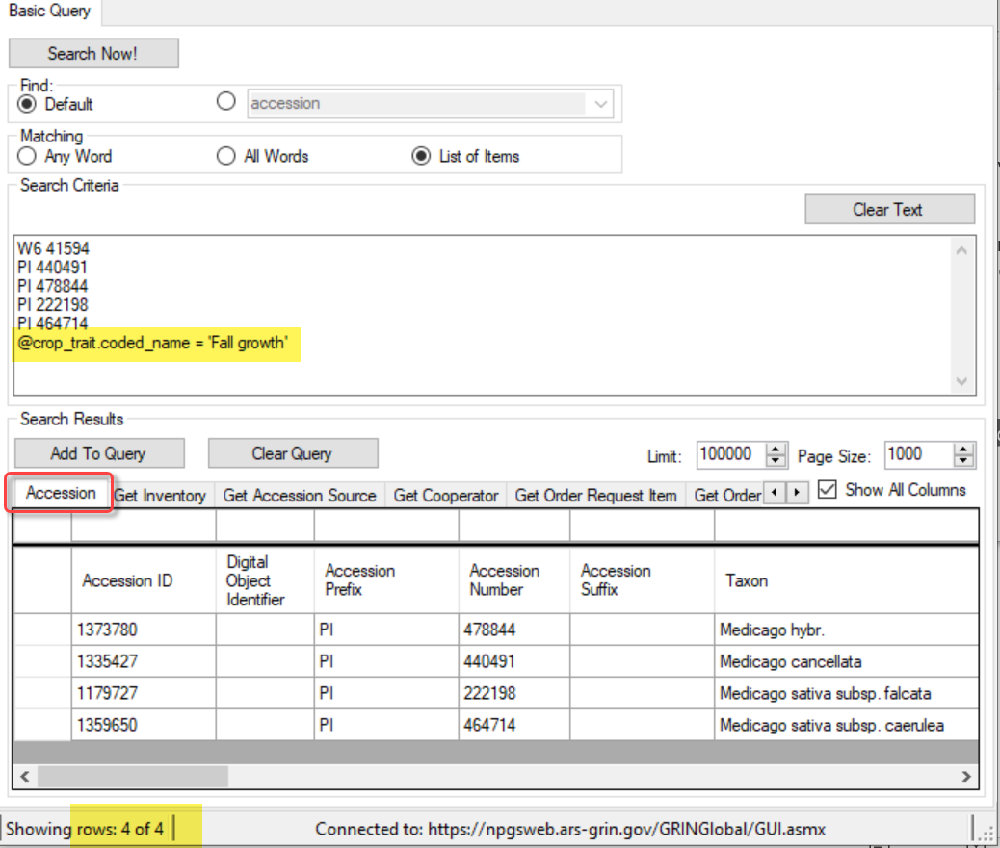 Basic Query
Search Now!
Find:
Default
accession
Matching
Any Word All Words List of Items
Search Criteria
Clear Text
W6 41594
PI 440491
PI 478844
PI 222198
PI 464714
@crop_trait.coded_name = 'Fall growth'
Search Results
Add To Query Clear Query Limit: 100000 Page Size: 1000
Accession Get Inventory Get Accession Source Get Cooperator Get Order Request Item Get Order Show All Columns
Accession ID Digital Object Identifier Accession Prefix Accession Number Accession Suffix Taxon
1373780 PI 478844 Medicago hybr.
1335427 PI 440491 Medicago cancellata
1179727 PI 222198 Medicago sativa subsp. falcata
1359650 PI 464714 Medicago sativa subsp. caerulea
Showing rows: 4 of 4 Connected to: https://npgsweb.ars-grin.gov/GRINGlobal/GUI.asmx